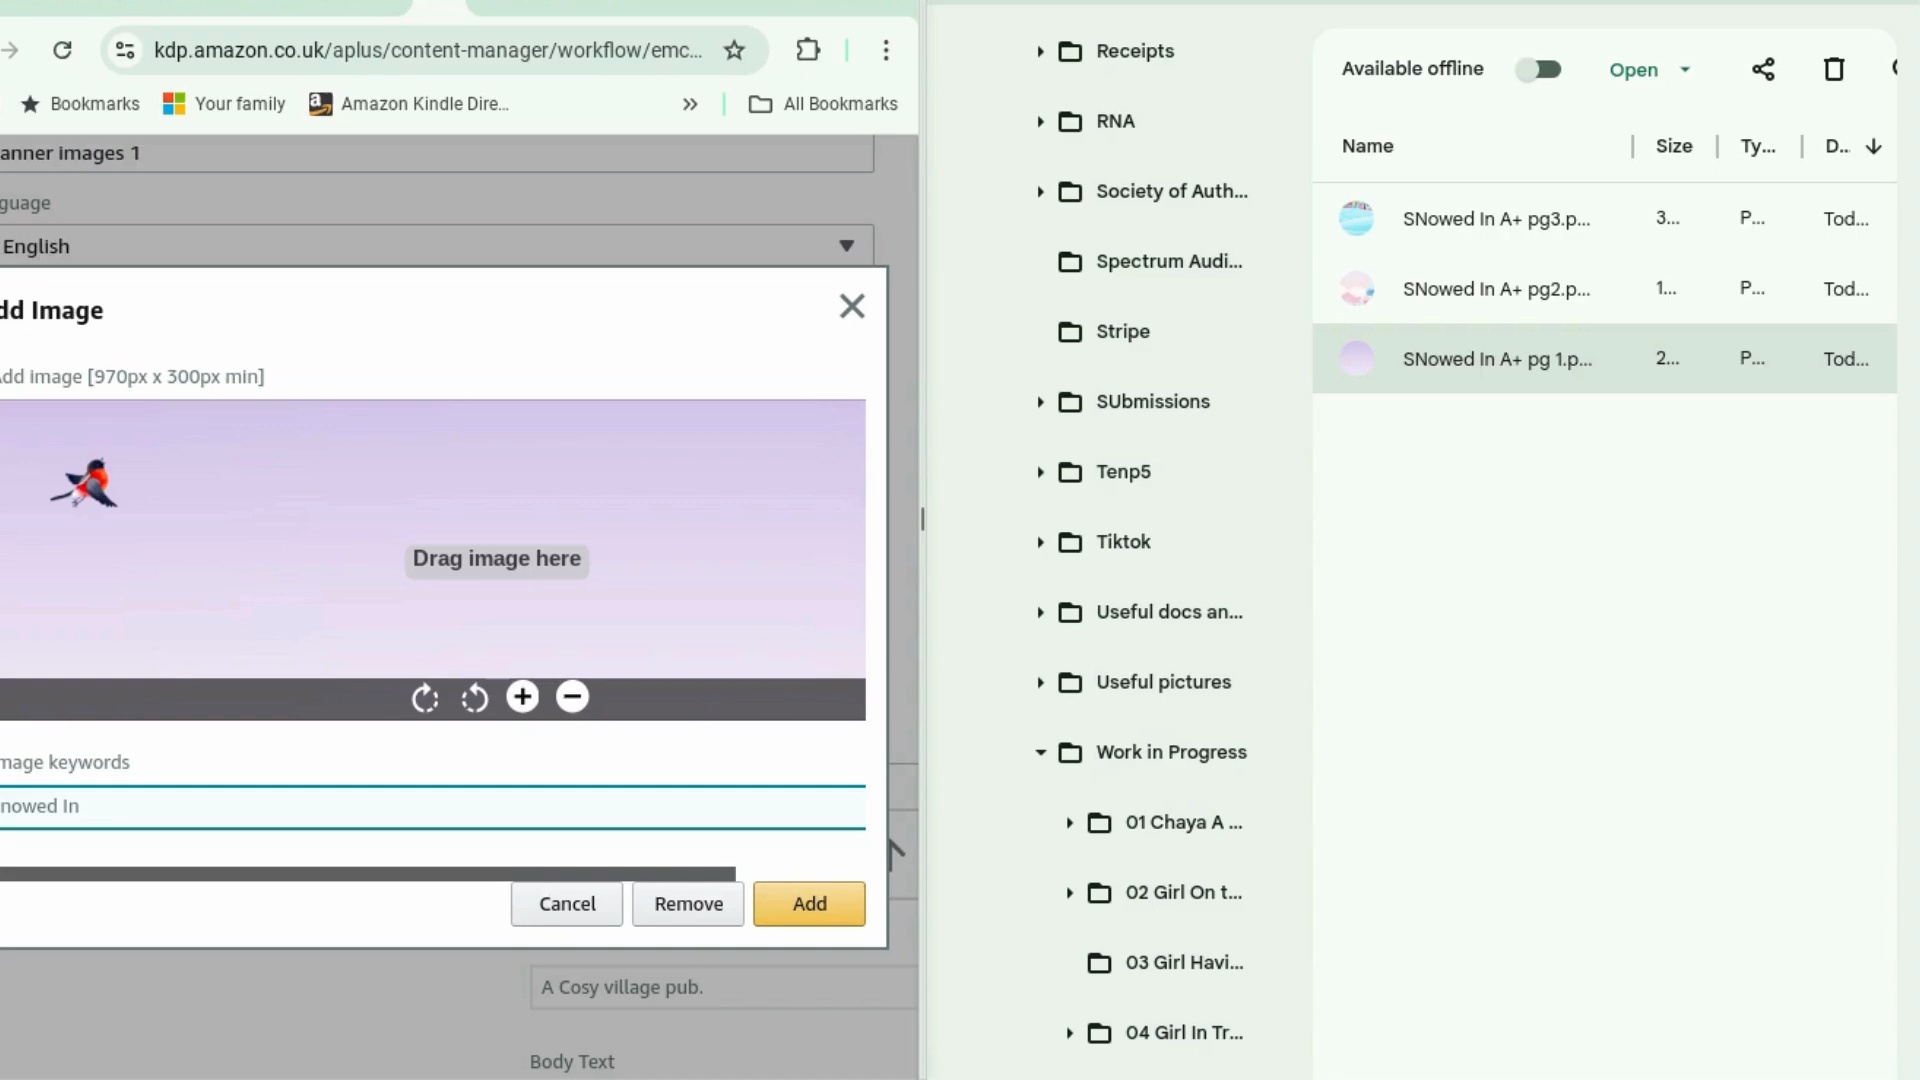 kdp.amazon.co.uk/aplus/content-manager/workflow/emc...
Bookmarks
Your family
Amazon Kindle Dire...
All Bookmarks
anner images 1
guage
English
dd Image
Add image [970px x 300px min]
Drag image here
mage keywords
nowed In
Cancel
Remove
Add
A Cosy village pub.
Body Text
Receipts
RNA
Society of Auth...
Spectrum Audi...
Stripe
SUbmissions
Tenp5
Tiktok
Useful docs an...
Useful pictures
Work in Progress
01 Chaya A ...
02 Girl On t...
03 Girl Havi...
04 Girl In Tr...
Available offline
Open
Name Size Ty... D...
SNowed In A+ pg3.p... 3... P... Tod...
SNowed In A+ pg2.p... 1... P... Tod...
SNowed In A+ pg 1.p... 2... P... Tod...